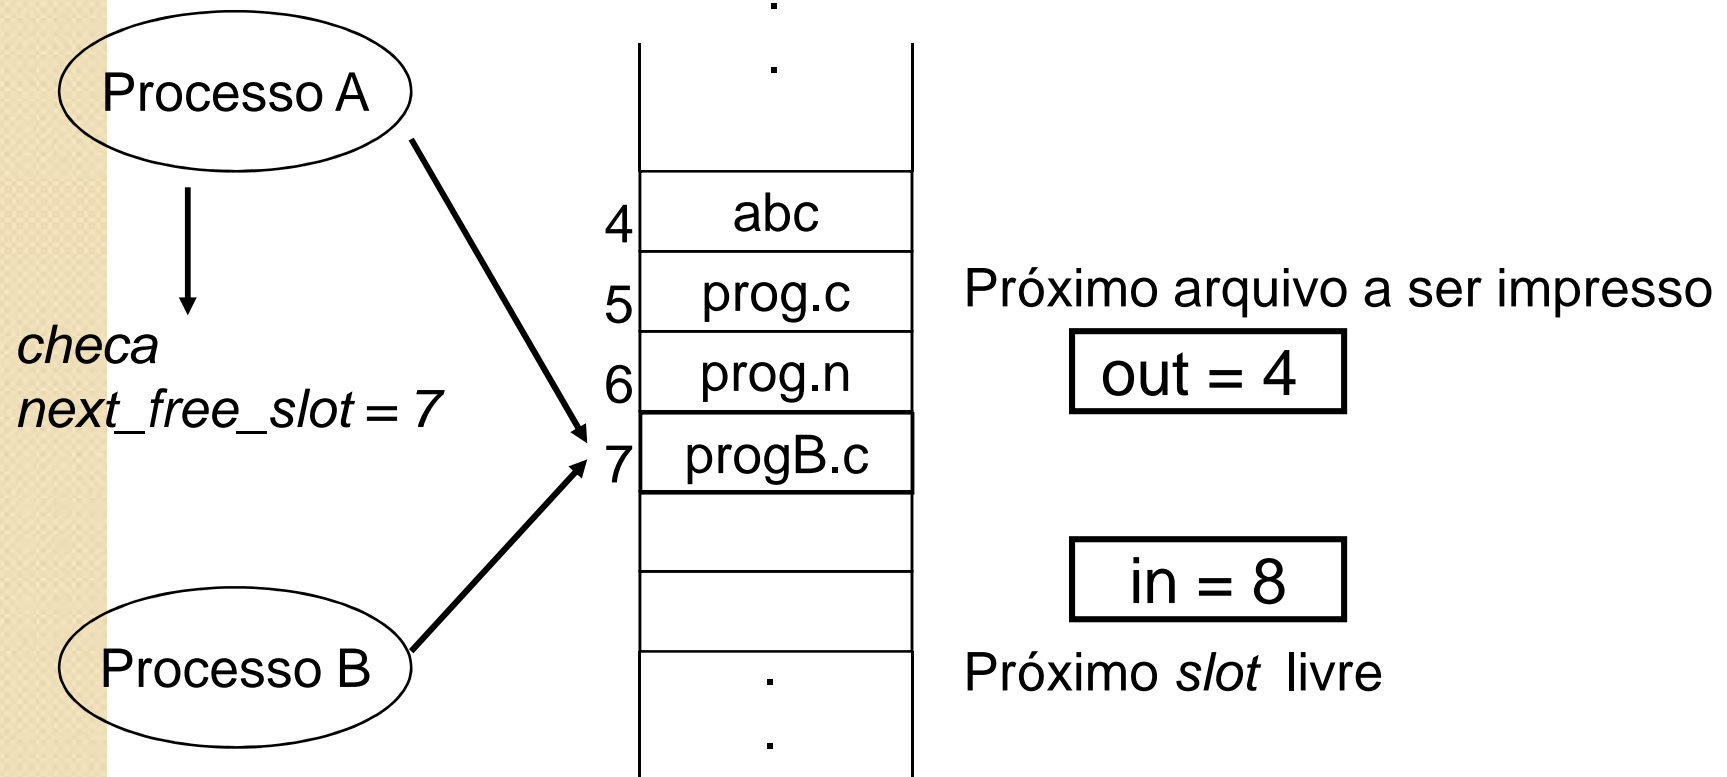 Processo A
checa
next_free_slot = 7
Processo B
4 abc
5 prog.c
6 prog.n
7 progB.c
Próximo arquivo a ser impresso
out = 4
in = 8
Próximo slot livre